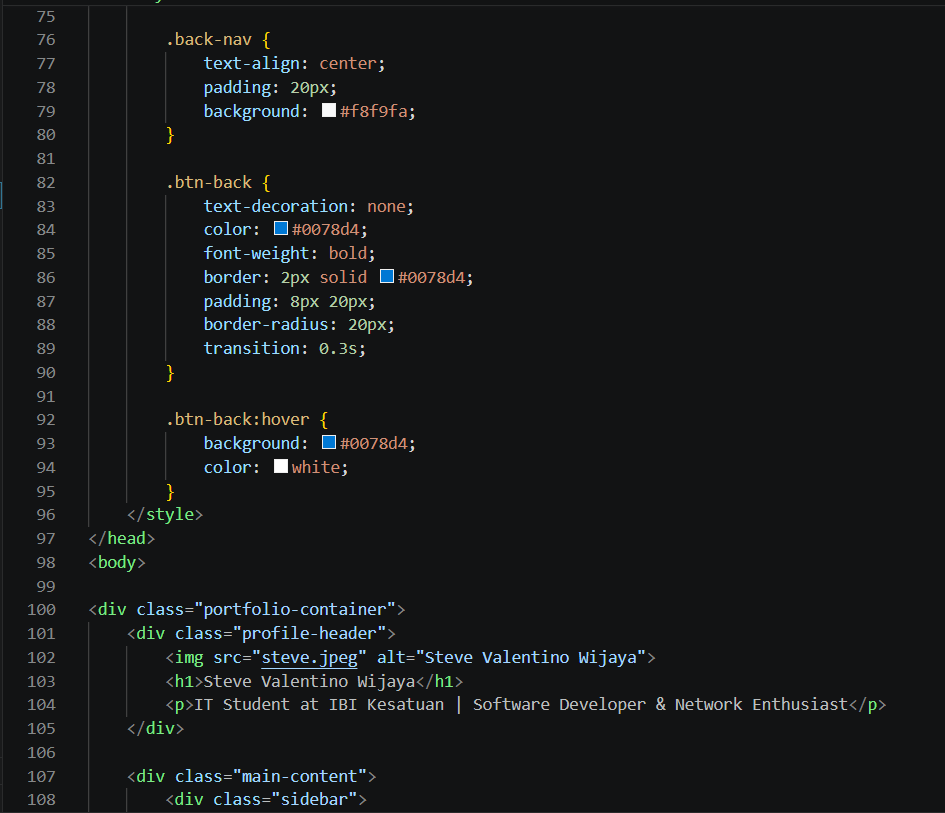 75
76 .back-nav {
77 text-align: center;
78 padding: 20px;
79 background: #f8f9fa;
80 }
81
82 .btn-back {
83 text-decoration: none;
84 color: #0078d4;
85 font-weight: bold;
86 border: 2px solid #0078d4;
87 padding: 8px 20px;
88 border-radius: 20px;
89 transition: 0.3s;
90 }
91
92 .btn-back:hover {
93 background: #0078d4;
94 color: white;
95 }
96 </style>
97 </head>
98 <body>
99
100 <div class="portfolio-container">
101 <div class="profile-header">
102 <img src="steve.jpeg" alt="Steve Valentino Wijaya">
103 <h1>Steve Valentino Wijaya</h1>
104 <p>IT Student at IBI Kesatuan | Software Developer & Network Enthusiast</p>
105 </div>
106
107 <div class="main-content">
108 <div class="sidebar">